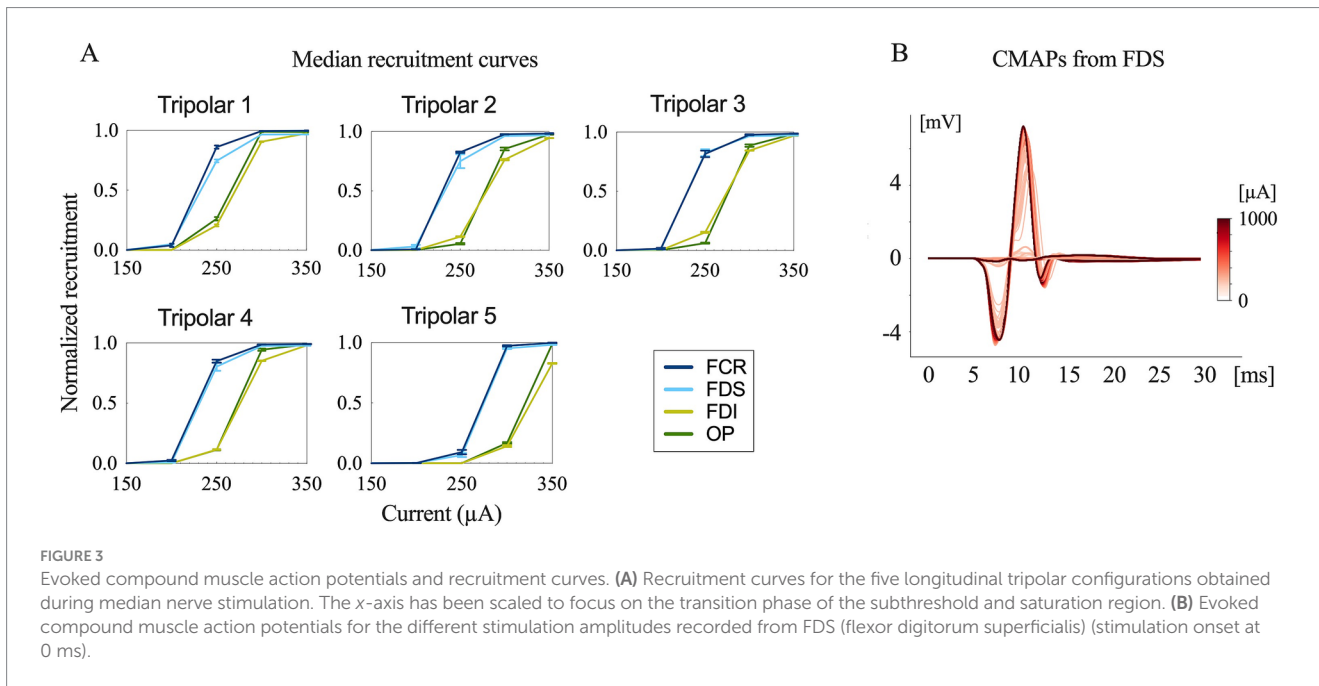 A
Median recruitment curves
B
CMAPs from FDS
Tripolar 1
Tripolar 2
Tripolar 3
Normalized recruitment
1.0
0.5
0.0
150
250
350
1.0
0.5
0.0
150
250
350
1.0
0.5
0.0
150
250
350
Tripolar 4
Tripolar 5
1.0
0.5
0.0
150
250
350
1.0
0.5
0.0
150
250
350
Current (µA)
FCR
FDS
FDI
OP
[mV]
4
0
-4
0
5
10
15
20
25
30
[ms]
[µA]
1000
0
FIGURE 3
Evoked compound muscle action potentials and recruitment curves. (A) Recruitment curves for the five longitudinal tripolar configurations obtained
during median nerve stimulation. The x-axis has been scaled to focus on the transition phase of the subthreshold and saturation region. (B) Evoked
compound muscle action potentials for the different stimulation amplitudes recorded from FDS (flexor digitorum superficialis) (stimulation onset at
0 ms).